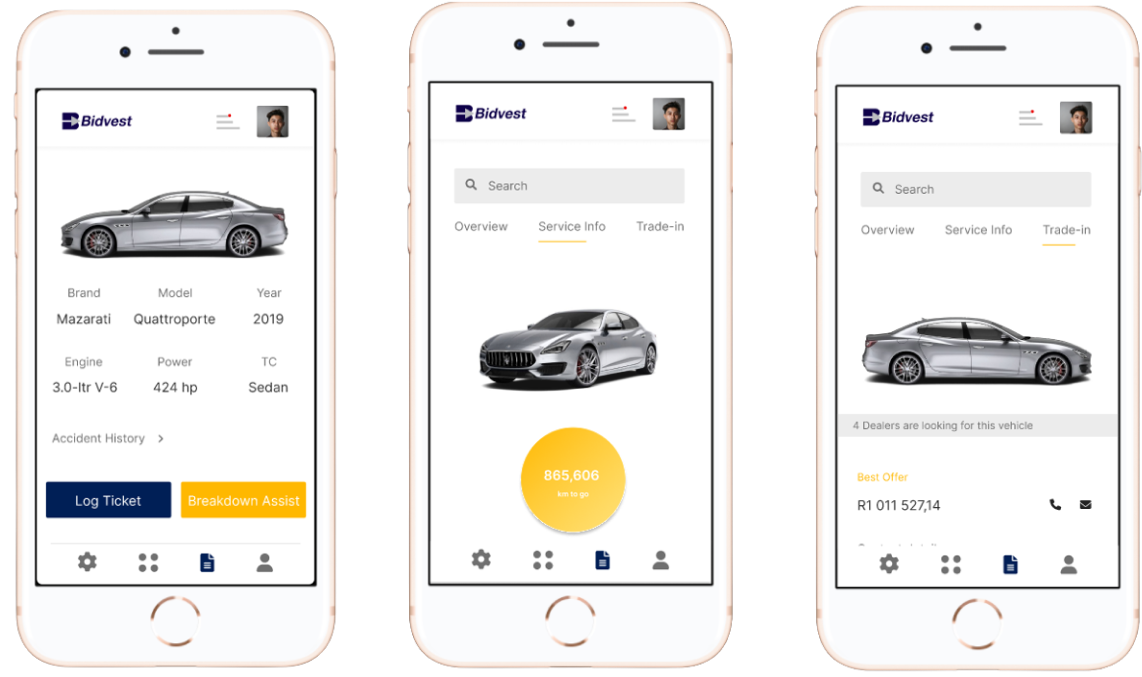 Bidvest
Brand Model Year
Mazarati Quattroporte 2019
Engine Power TC
3.0-ltr V-6 424 hp Sedan
Accident History >
Log Ticket Breakdown Assist
Bidvest
Search
Overview Service Info Trade-in
865,606
km to go
Bidvest
Search
Overview Service Info Trade-in
4 Dealers are looking for this vehicle
Best Offer
R1 011 527,14